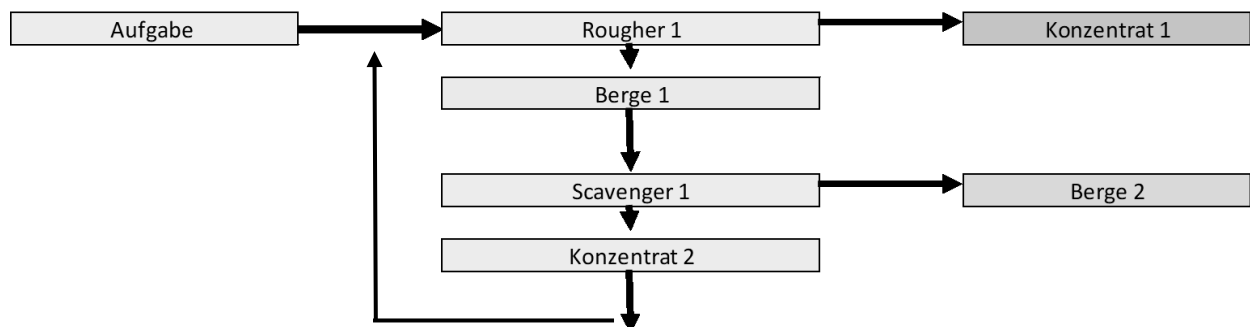 Aufgabe
Rougher 1
Konzentrat 1
Berge 1
Scavenger 1
Berge 2
Konzentrat 2